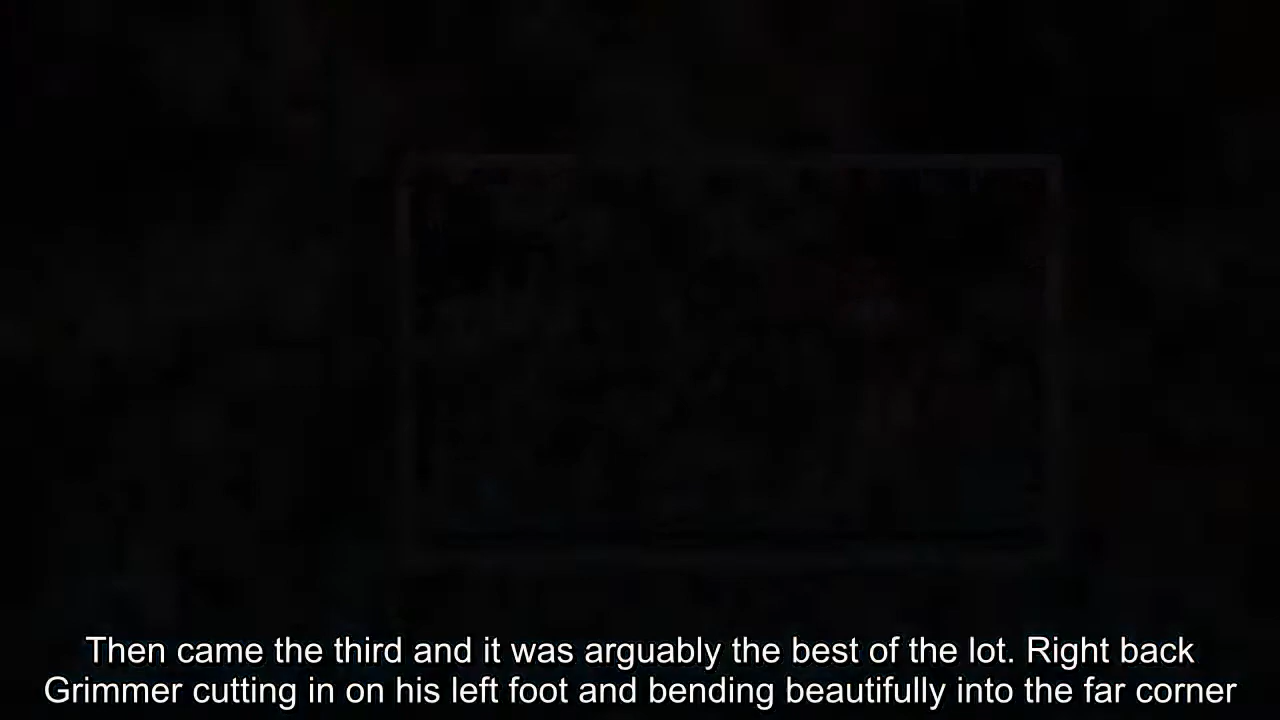 Then came the third and it was arguably the best of the lot. Right back
Grimmer cutting in on his left foot and bending beautifully into the far corner